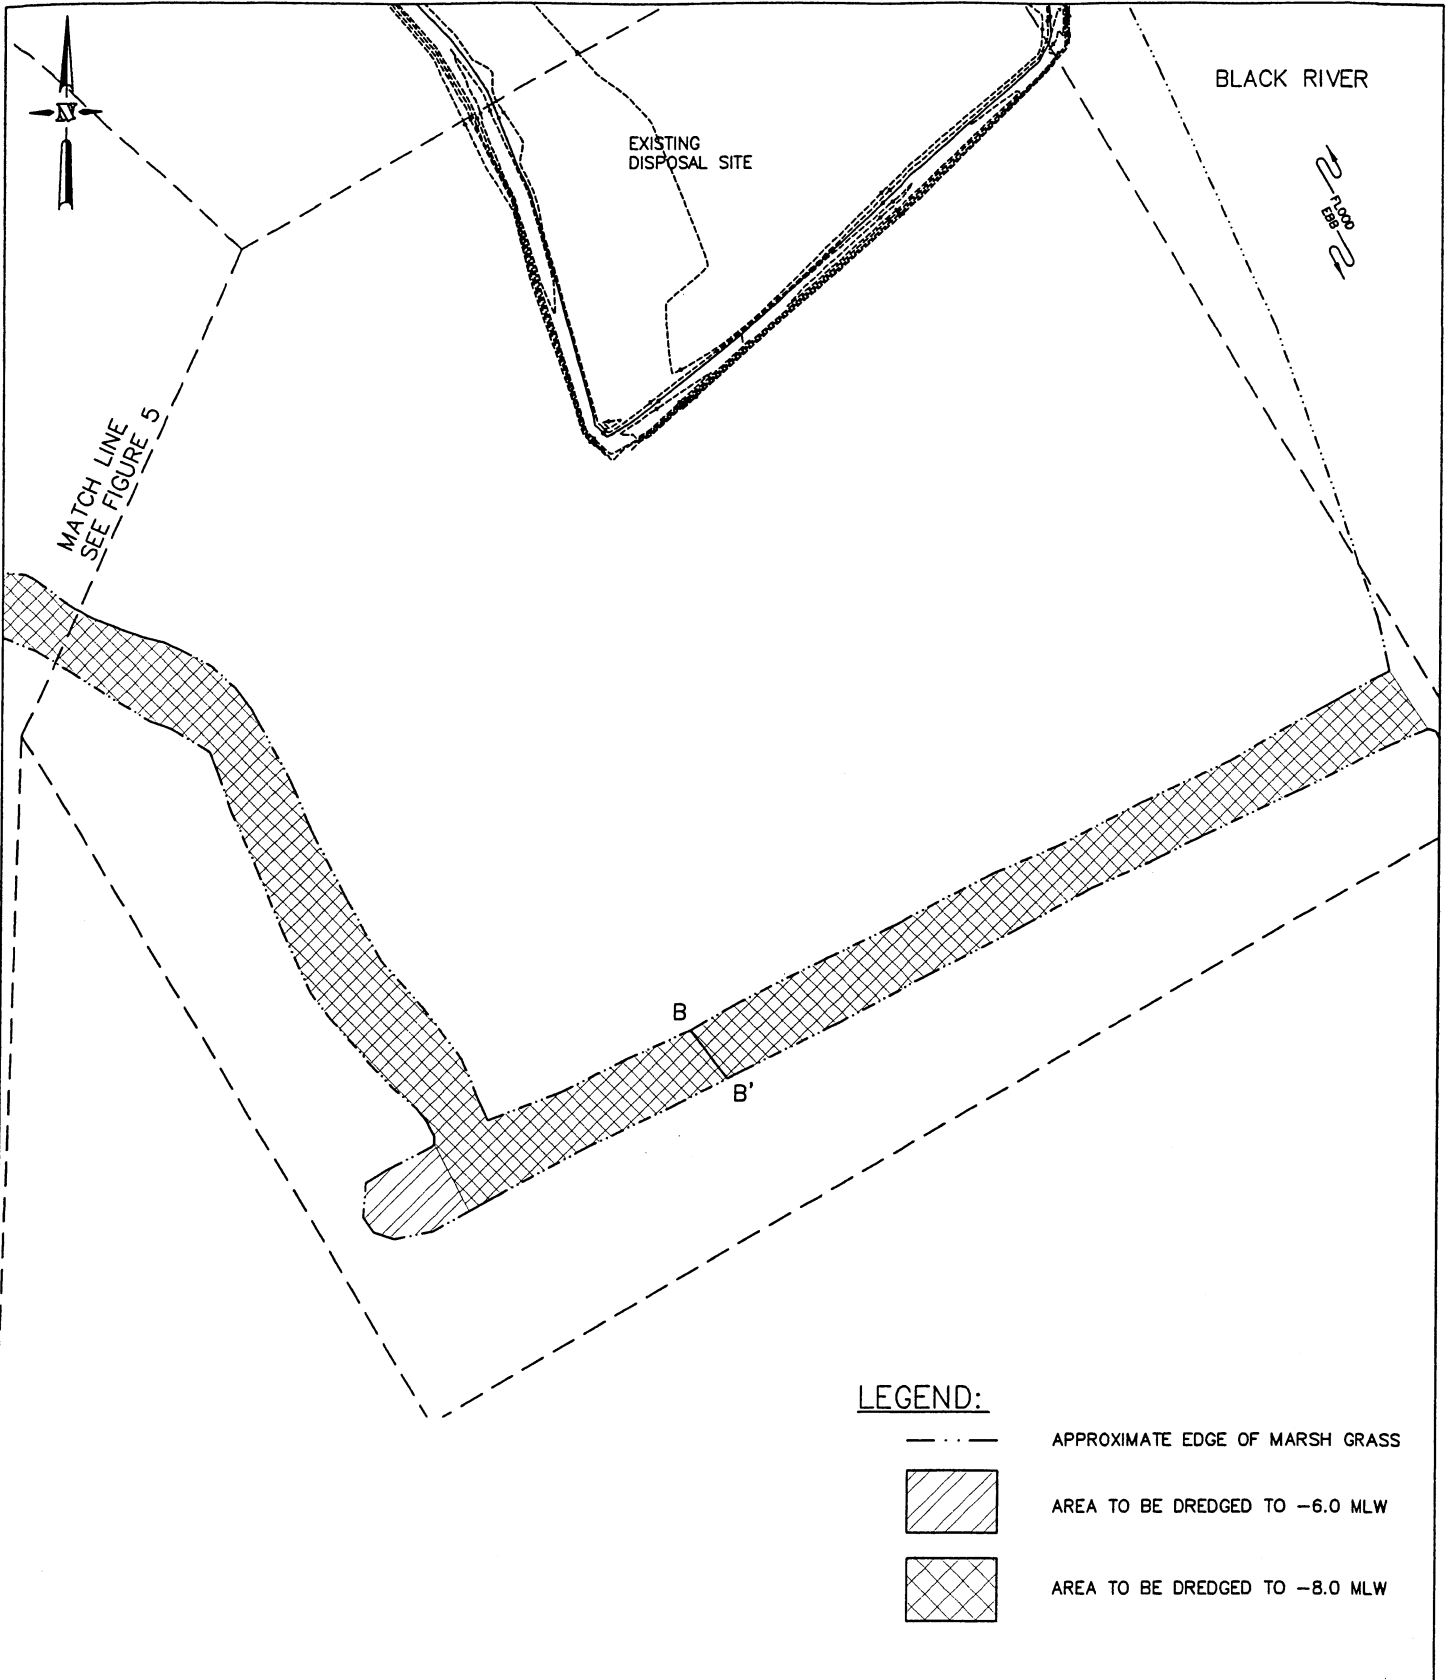 N
BLACK RIVER
EXISTING
DISPOSAL SITE
FLOOD
EBB
MATCH LINE
SEE FIGURE 5
B
B'
LEGEND:
APPROXIMATE EDGE OF MARSH GRASS
AREA TO BE DREDGED TO -6.0 MLW
AREA TO BE DREDGED TO -8.0 MLW